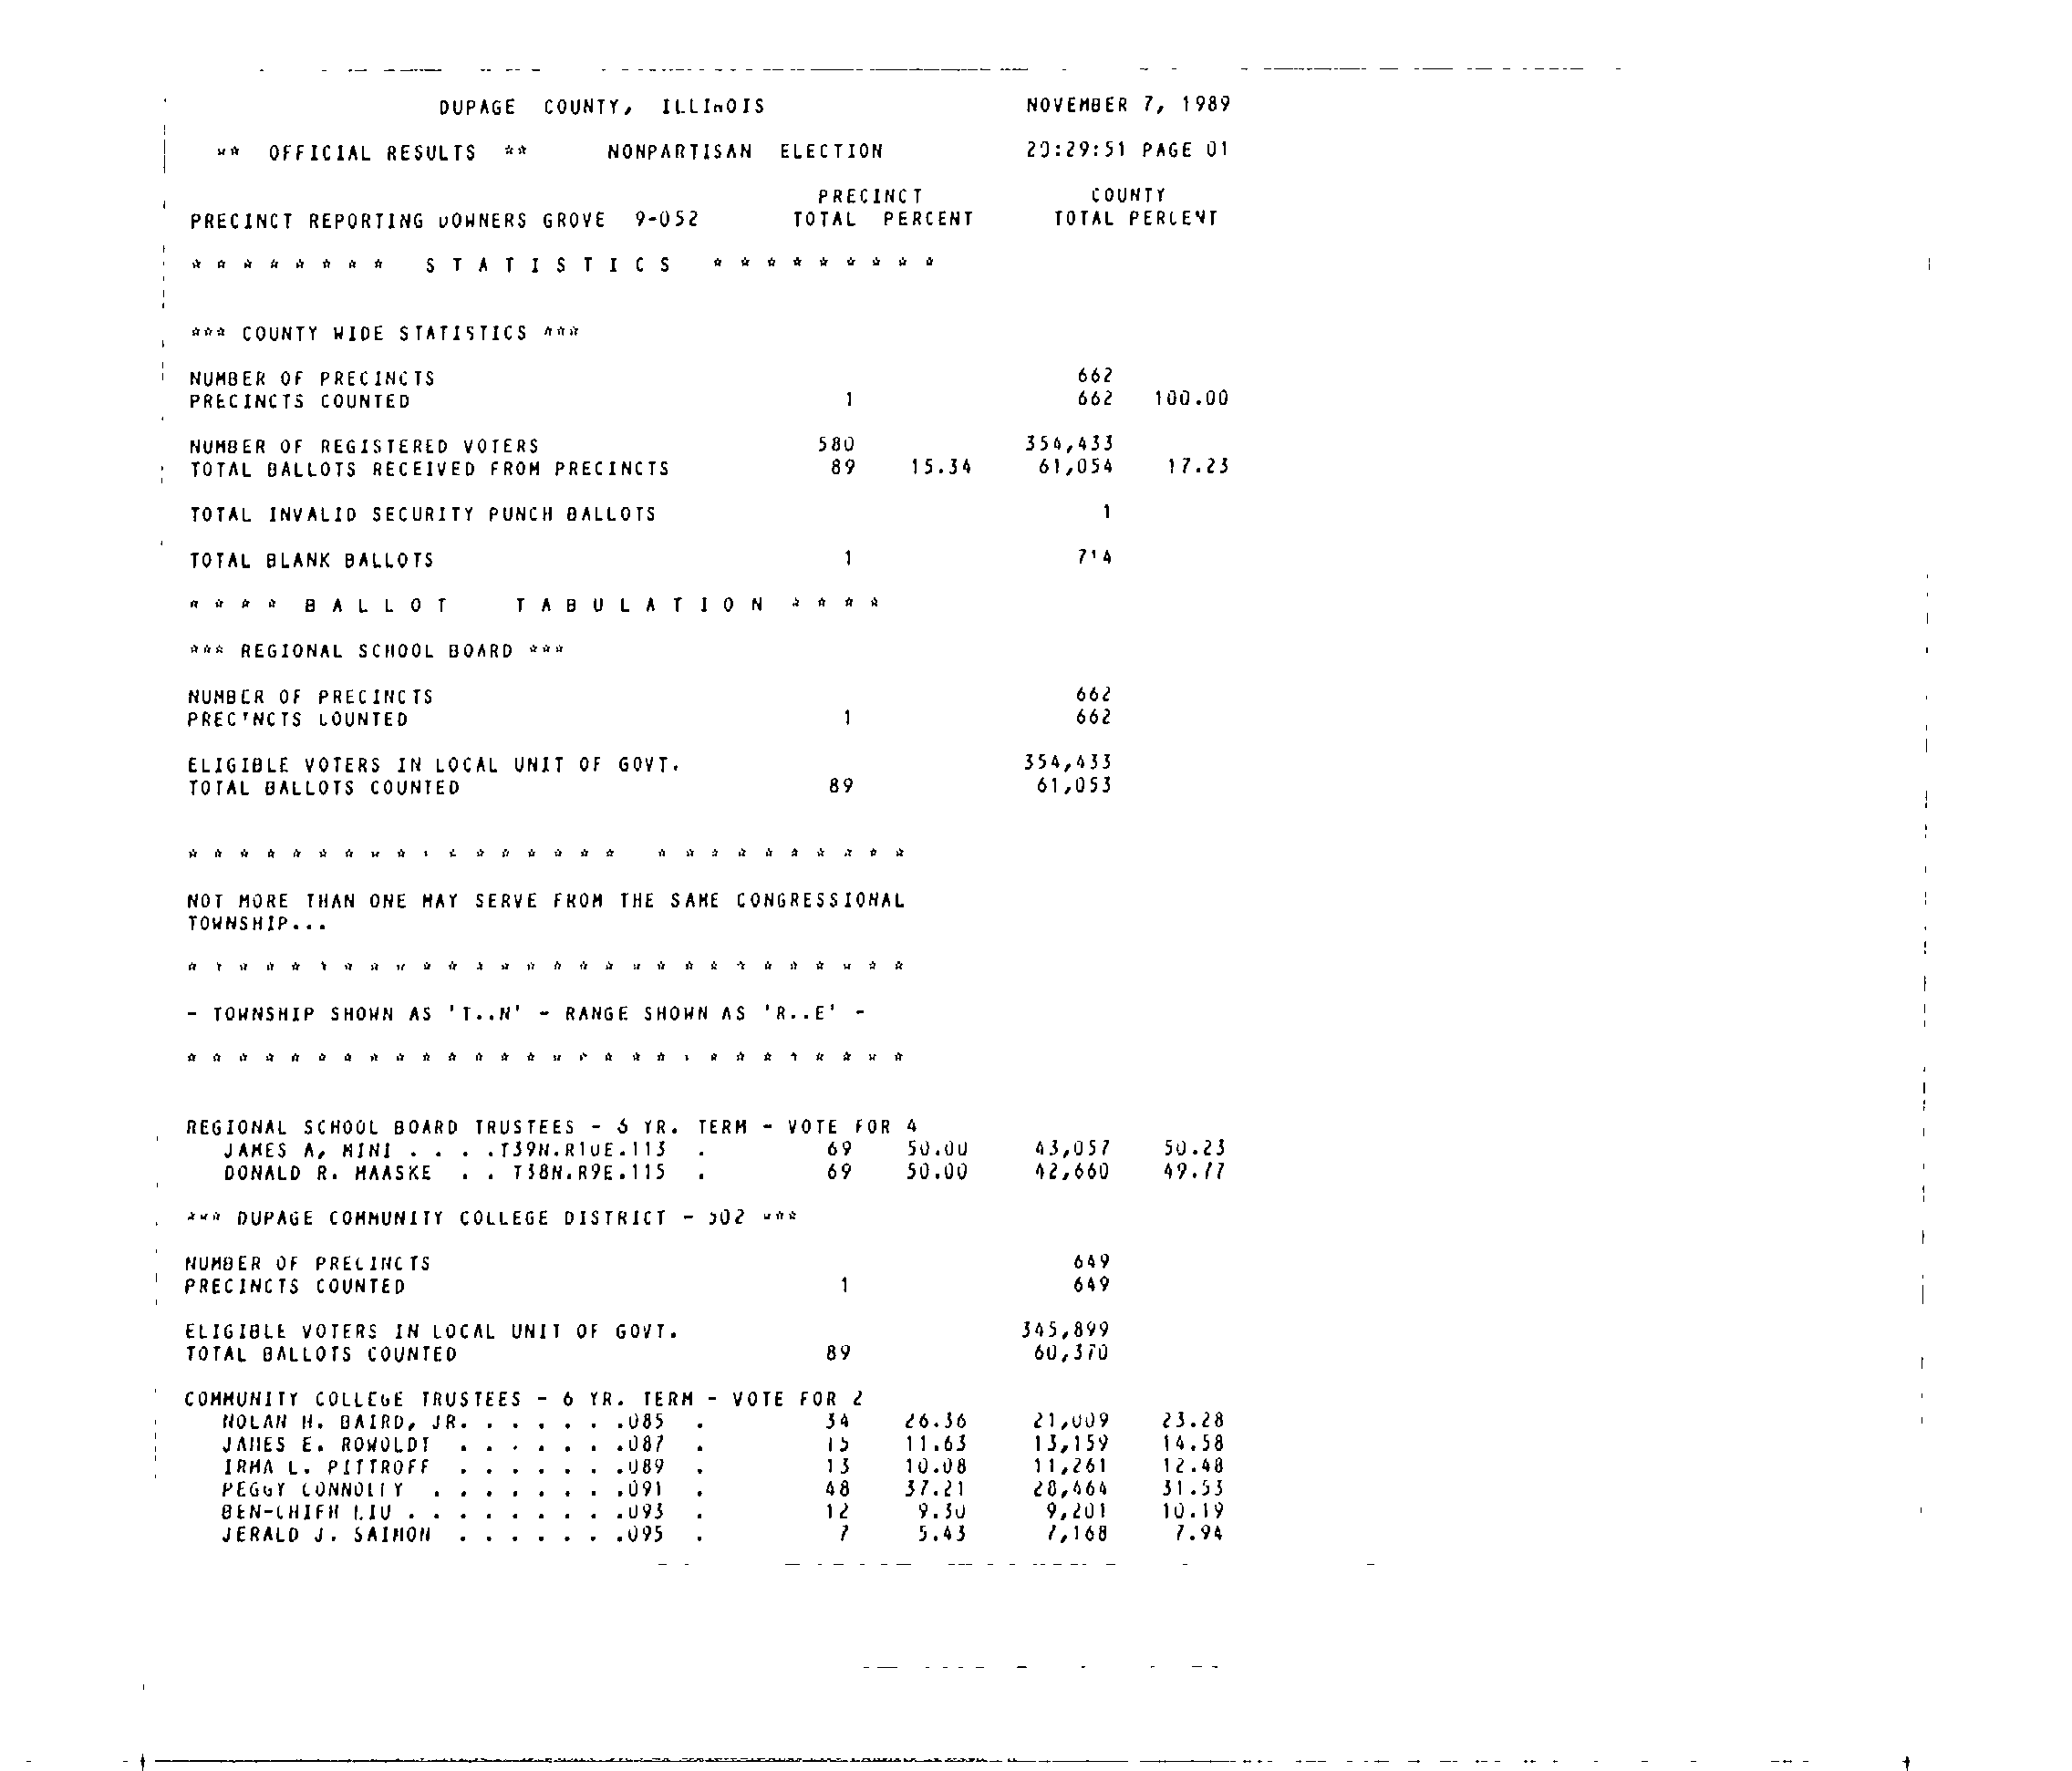 DUPAGE COUNTY, ILLINOIS NOVEMBER 7, 1989
** OFFICIAL RESULTS ** NONPARTISAN ELECTION 20:29:51 PAGE 01
PRECINCT COUNTY
PRECINCT REPORTING DOWNERS GROVE 9-052 TOTAL PERCENT TOTAL PERCENT
* * * * * * * * S T A T I S T I C S * * * * * * * * *
*** COUNTY WIDE STATISTICS ***
NUMBER OF PRECINCTS 662
PRECINCTS COUNTED 1 662 100.00
NUMBER OF REGISTERED VOTERS 580 354,433
TOTAL BALLOTS RECEIVED FROM PRECINCTS 89 15.34 61,054 17.23
TOTAL INVALID SECURITY PUNCH BALLOTS 1
TOTAL BLANK BALLOTS 1 714
* * * * B A L L O T T A B U L A T I O N * * * *
*** REGIONAL SCHOOL BOARD ***
NUMBER OF PRECINCTS 662
PRECINCTS COUNTED 1 662
ELIGIBLE VOTERS IN LOCAL UNIT OF GOVT. 354,433
TOTAL BALLOTS COUNTED 89 61,053
* * * * * * * * * * * * * * * * * * * * * * * * * * *
NOT MORE THAN ONE MAY SERVE FROM THE SAME CONGRESSIONAL
TOWNSHIP...
* * * * * * * * * * * * * * * * * * * * * * * * * * * *
- TOWNSHIP SHOWN AS 'T..N' - RANGE SHOWN AS 'R..E' -
* * * * * * * * * * * * * * * * * * * * * * * * * * * *
REGIONAL SCHOOL BOARD TRUSTEES - 6 YR. TERM - VOTE FOR 4
JAMES A. MINI . . . .T39N.R10E.113 . 69 50.00 43,057 50.23
DONALD R. MAASKE . . T38N.R9E.115 . 69 50.00 42,660 49.77
*** DUPAGE COMMUNITY COLLEGE DISTRICT - 502 ***
NUMBER OF PRECINCTS 649
PRECINCTS COUNTED 1 649
ELIGIBLE VOTERS IN LOCAL UNIT OF GOVT. 345,899
TOTAL BALLOTS COUNTED 89 60,370
COMMUNITY COLLEGE TRUSTEES - 6 YR. TERM - VOTE FOR 2
NOLAN H. BAIRD, JR. . . . . . .085 . 34 26.36 21,009 23.28
JAMES E. ROWOLDT . . . . . . .087 . 15 11.63 13,159 14.58
IRMA L. PITTROFF . . . . . . .089 . 13 10.08 11,261 12.48
PEGGY CONNOLLY . . . . . . . .091 . 48 37.21 28,464 31.53
BEN-CHIEH LIU . . . . . . . . .093 . 12 9.30 9,201 10.19
JERALD J. SAIMON . . . . . . .095 . 7 5.43 7,168 7.94